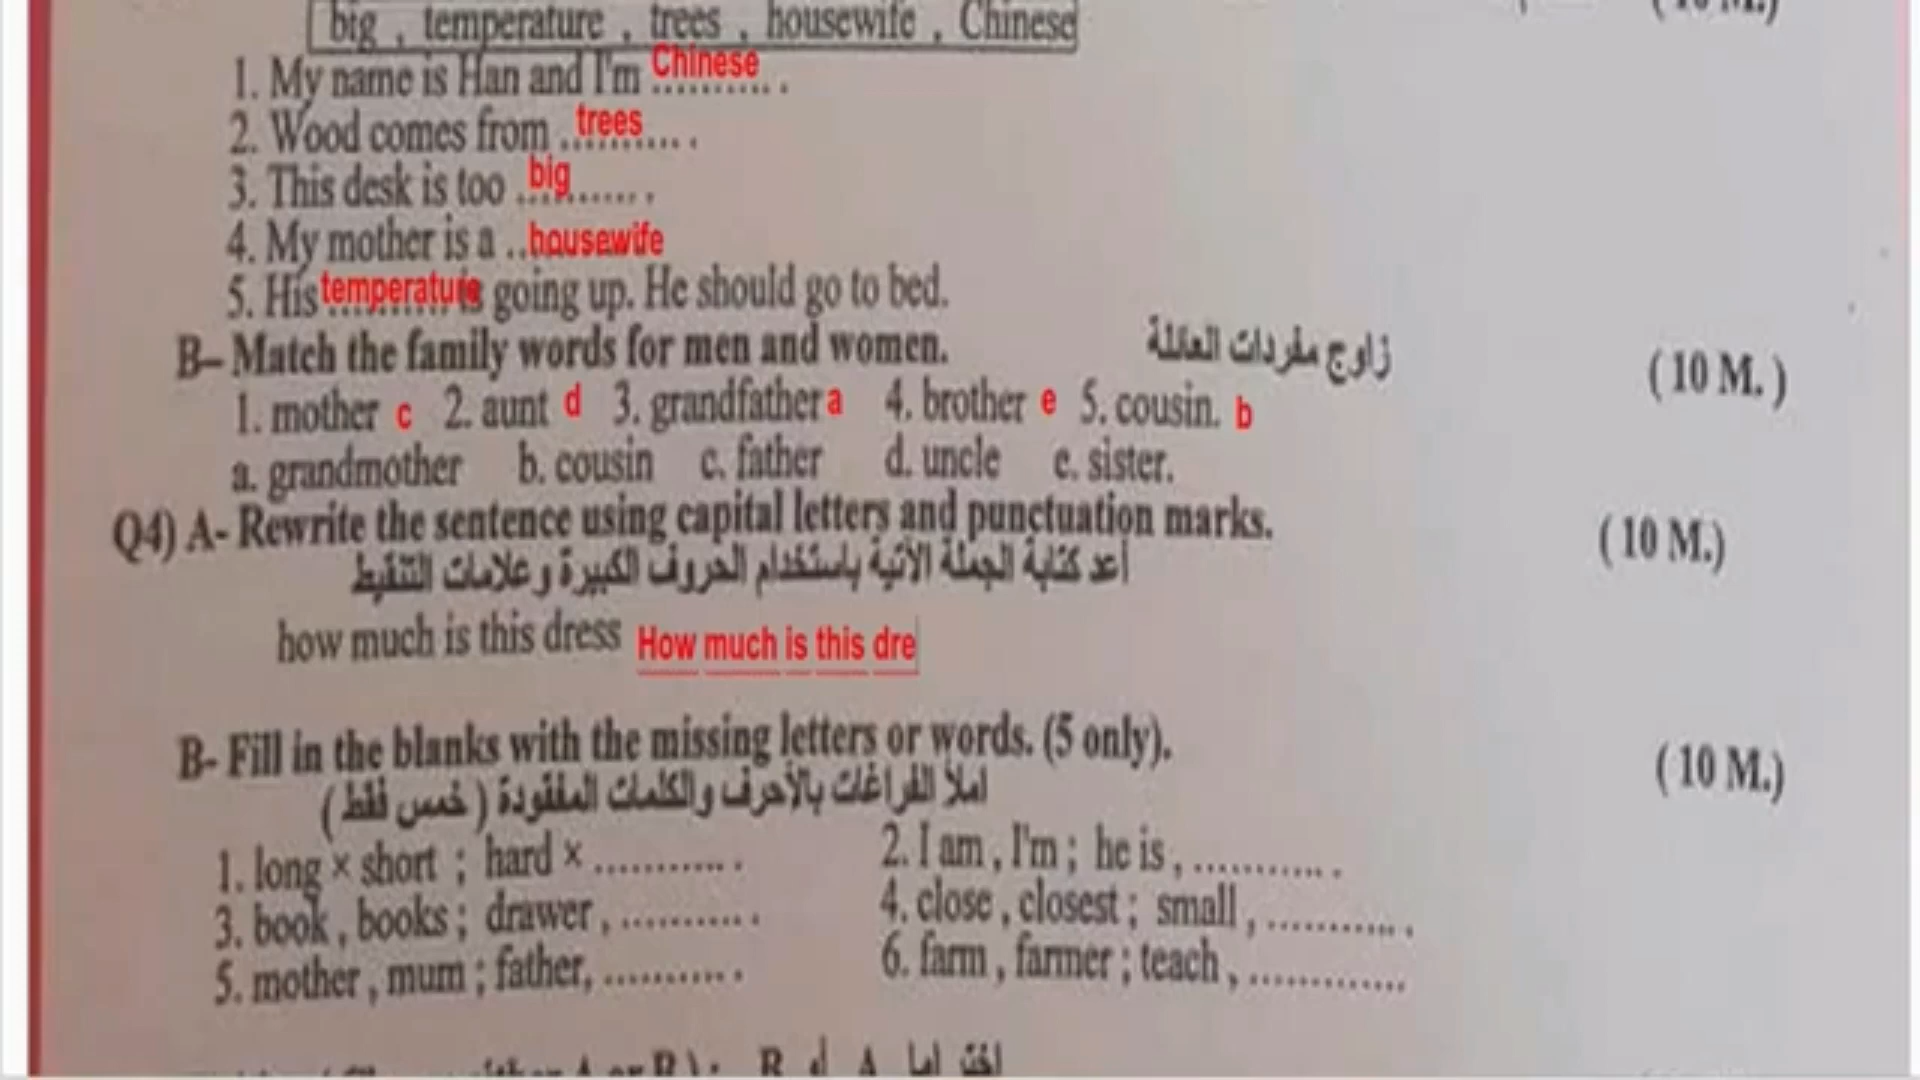 big , temperature , trees , housewife , Chinese
1. My name is Han and I'm Chinese .......... .
2. Wood comes from .trees.......... .
3. This desk is too ..big......... .
4. My mother is a ..housewife
5. His temperature is going up. He should go to bed.
B– Match the family words for men and women. زاوج مفردات العائلة ( 10 M. )
1. mother c 2. aunt d 3. grandfather a 4. brother e 5. cousin. b
a. grandmother b. cousin c. father d. uncle e. sister.
Q4) A- Rewrite the sentence using capital letters and punctuation marks. ( 10 M.)
أعد كتابة الجملة الآتية باستخدام الحروف الكبيرة وعلامات التنقيط
how much is this dress How much is this dre
B- Fill in the blanks with the missing letters or words. (5 only). ( 10 M.)
املأ الفراغات بالأحرف والكلمات المفقودة ( خمس فقط )
1. long × short ; hard × ............ . 2. I am , I'm ; he is , ............ .
3. book , books ; drawer , ........... . 4. close , closest ; small , ............ .
5. mother , mum ; father, ........... . 6. farm , farmer ; teach , .............